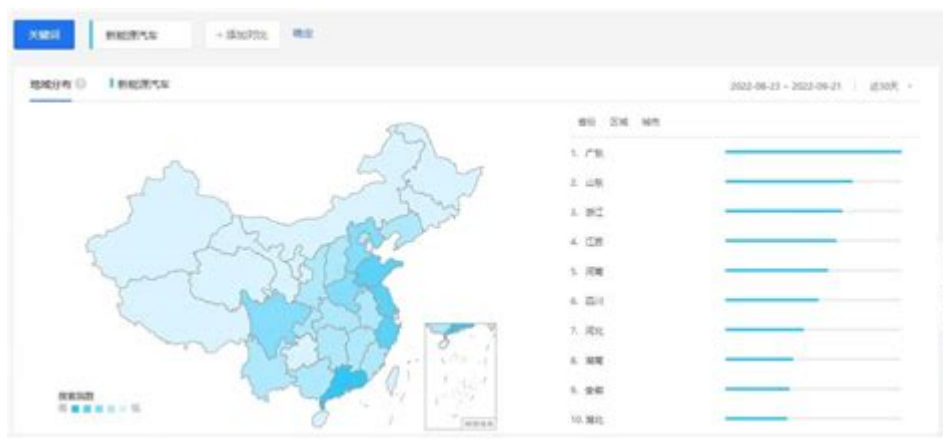 关键词 新能源汽车 +添加对比 确定
地域分布 新能源汽车 2022-08-23 ~ 2022-09-21 近30天
省份 区域 城市
1. 广东
2. 山东
3. 浙江
4. 江苏
5. 河南
6. 四川
7. 河北
8. 湖南
9. 安徽
10. 湖北
搜索指数
高 低